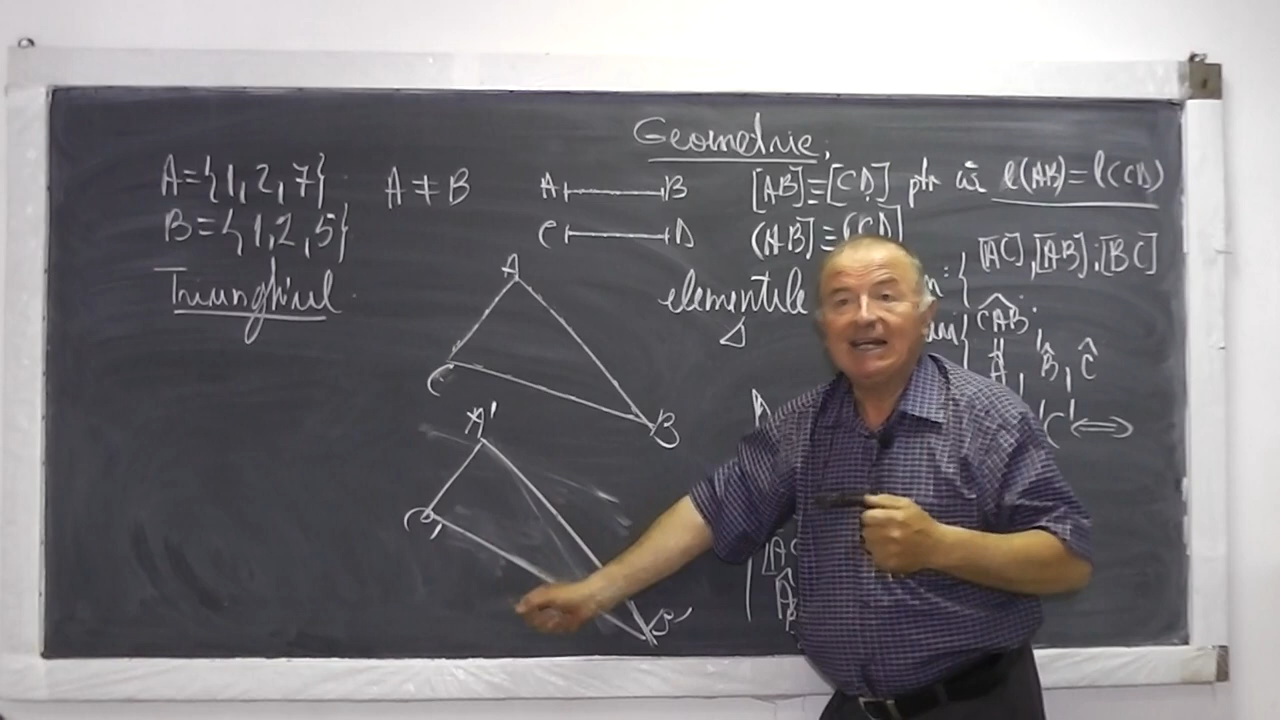 Geometrie.
A={1,2,7} A≠B
B={1,2,5}
Triunghiul
A B
C D
[AB]≡[CD] ptr că l(AB)=l(CD)
(AB]≡(CD]
elementele
Δ
[AC],[AB];[BC]
CAB;
Â, B̂, Ĉ
A
C
B
A'
C'
B'
C' ⟺